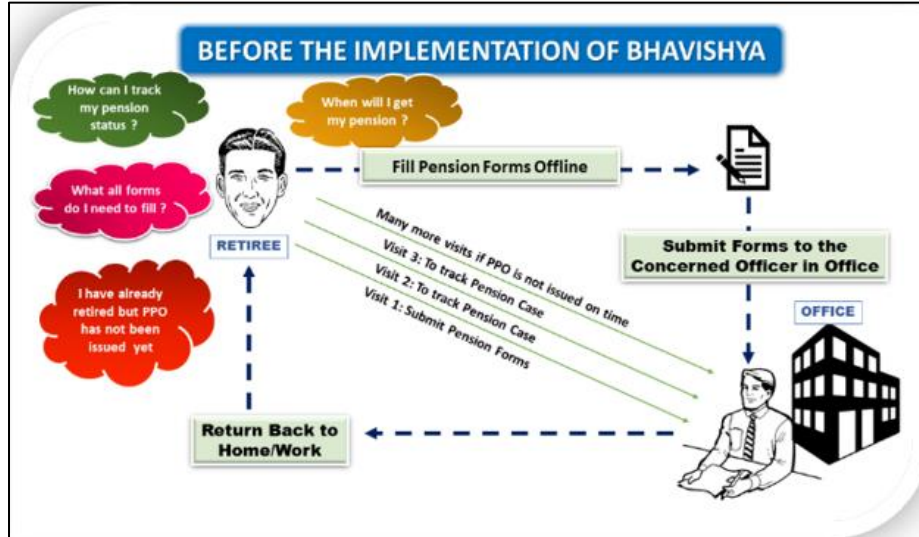 BEFORE THE IMPLEMENTATION OF BHAVISHYA
How can I track
my pension
status ?
When will I get
my pension ?
What all forms
do I need to fill ?
I have already
retired but PPO
has not been
issued yet
RETIREE
Fill Pension Forms Offline
Submit Forms to the
Concerned Officer in Office
OFFICE
Many more visits if PPO is not issued on time
Visit 3: To track Pension Case
Visit 2: To track Pension Case
Visit 1: Submit Pension Forms
Return Back to
Home/Work